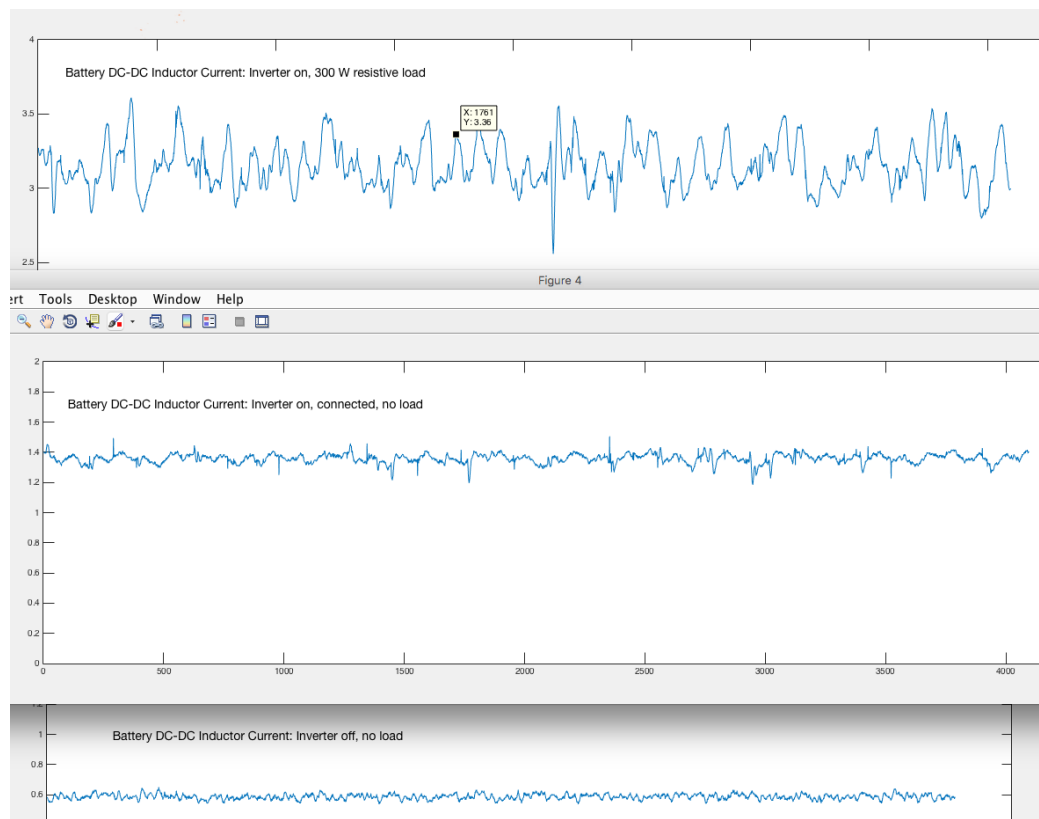 4
Battery DC-DC Inductor Current: Inverter on, 300 W resistive load
3.5
X: 1761
Y: 3.36
3
2.5
Figure 4
ert Tools Desktop Window Help
2
1.8
Battery DC-DC Inductor Current: Inverter on, connected, no load
1.6
1.4
1.2
1
0.8
0.6
0.4
0.2
0
0 500 1000 1500 2000 2500 3000 3500 4000
1.2
Battery DC-DC Inductor Current: Inverter off, no load
1
0.8
0.6